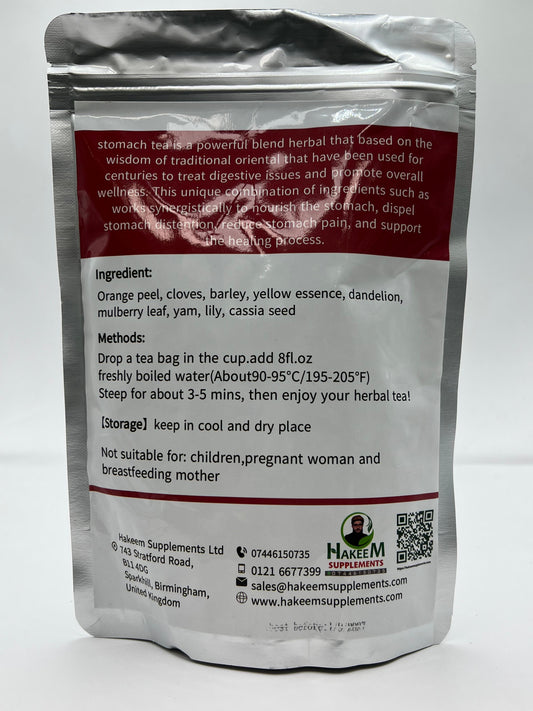 stomach tea is a powerful blend herbal that based on the
wisdom of traditional oriental that have been used for
centuries to treat digestive issues and promote overall
wellness. This unique combination of ingredients such as
works synergistically to nourish the stomach, dispel
stomach distention, reduce stomach pain, and support
the healing process.
Ingredient:
Orange peel, cloves, barley, yellow essence, dandelion,
mulberry leaf, yam, lily, cassia seed
Methods:
Drop a tea bag in the cup.add 8fl.oz
freshly boiled water(About90-95°C/195-205°F)
Steep for about 3-5 mins, then enjoy your herbal tea!
【Storage】keep in cool and dry place
Not suitable for: children,pregnant woman and
breastfeeding mother
Hakeem Supplements Ltd
743 Stratford Road,
B11 4DG
Sparkhill, Birmingham,
United Kingdom
07446150735
0121 6677399
sales@hakeemsupplements.com
www.hakeemsupplements.com
HAKEEM
SUPPLEMENTS
07446150735
best before: